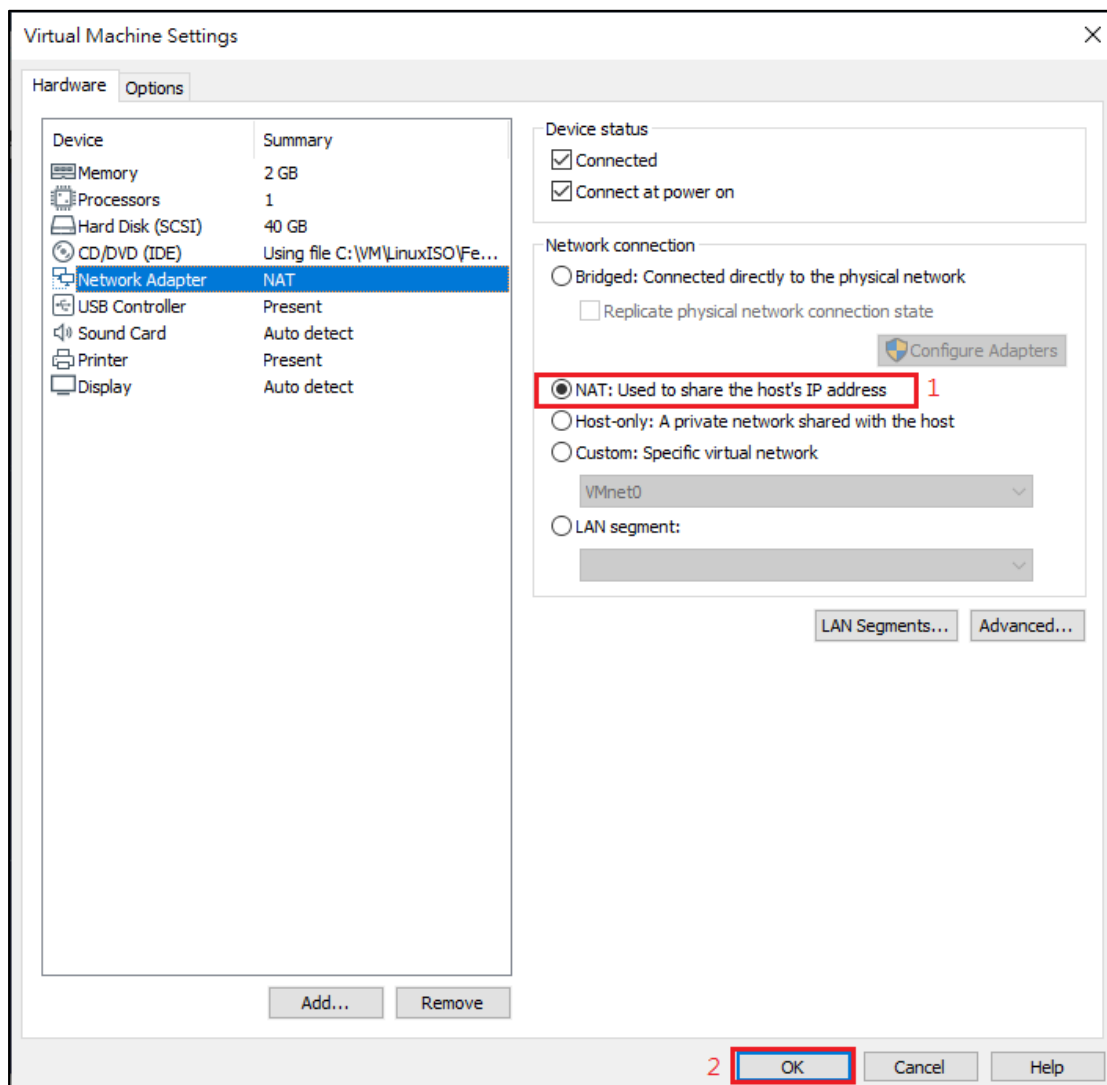 Virtual Machine Settings
Hardware
Options
Device Summary
Memory 2 GB
Processors 1
Hard Disk (SCSI) 40 GB
CD/DVD (IDE) Using file C:\VM\LinuxISO\Fe...
Network Adapter NAT
USB Controller Present
Sound Card Auto detect
Printer Present
Display Auto detect
Add...
Remove
Device status
Connected
Connect at power on
Network connection
Bridged: Connected directly to the physical network
Replicate physical network connection state
Configure Adapters
NAT: Used to share the host's IP address 1
Host-only: A private network shared with the host
Custom: Specific virtual network
VMnet0
LAN segment:
LAN Segments...
Advanced...
2 OK
Cancel
Help